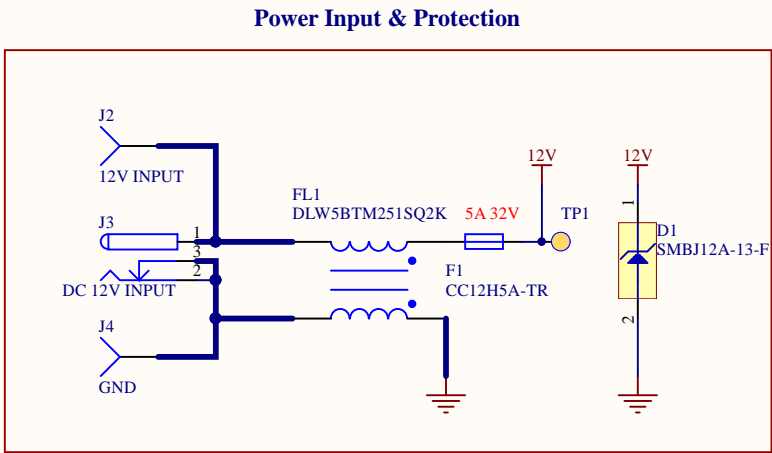 Power Input & Protection
J2
12V INPUT
J3
1
3
2
DC 12V INPUT
J4
GND
FL1
DLW5BTM251SQ2K
5A 32V
F1
CC12H5A-TR
12V
TP1
12V
1
D1
SMBJ12A-13-F
2